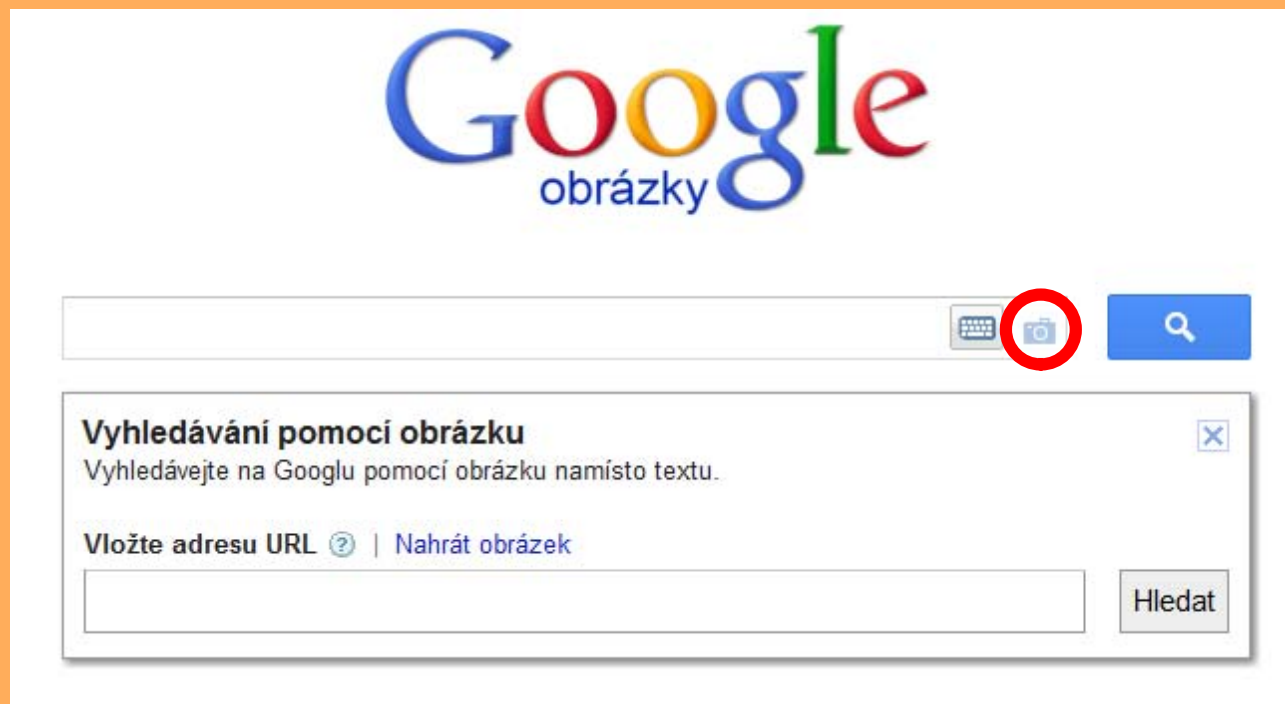 Google
obrázky
Vyhledávání pomocí obrázku
Vyhledávejte na Googlu pomocí obrázku namísto textu.
Vložte adresu URL ? | Nahrát obrázek
Hledat